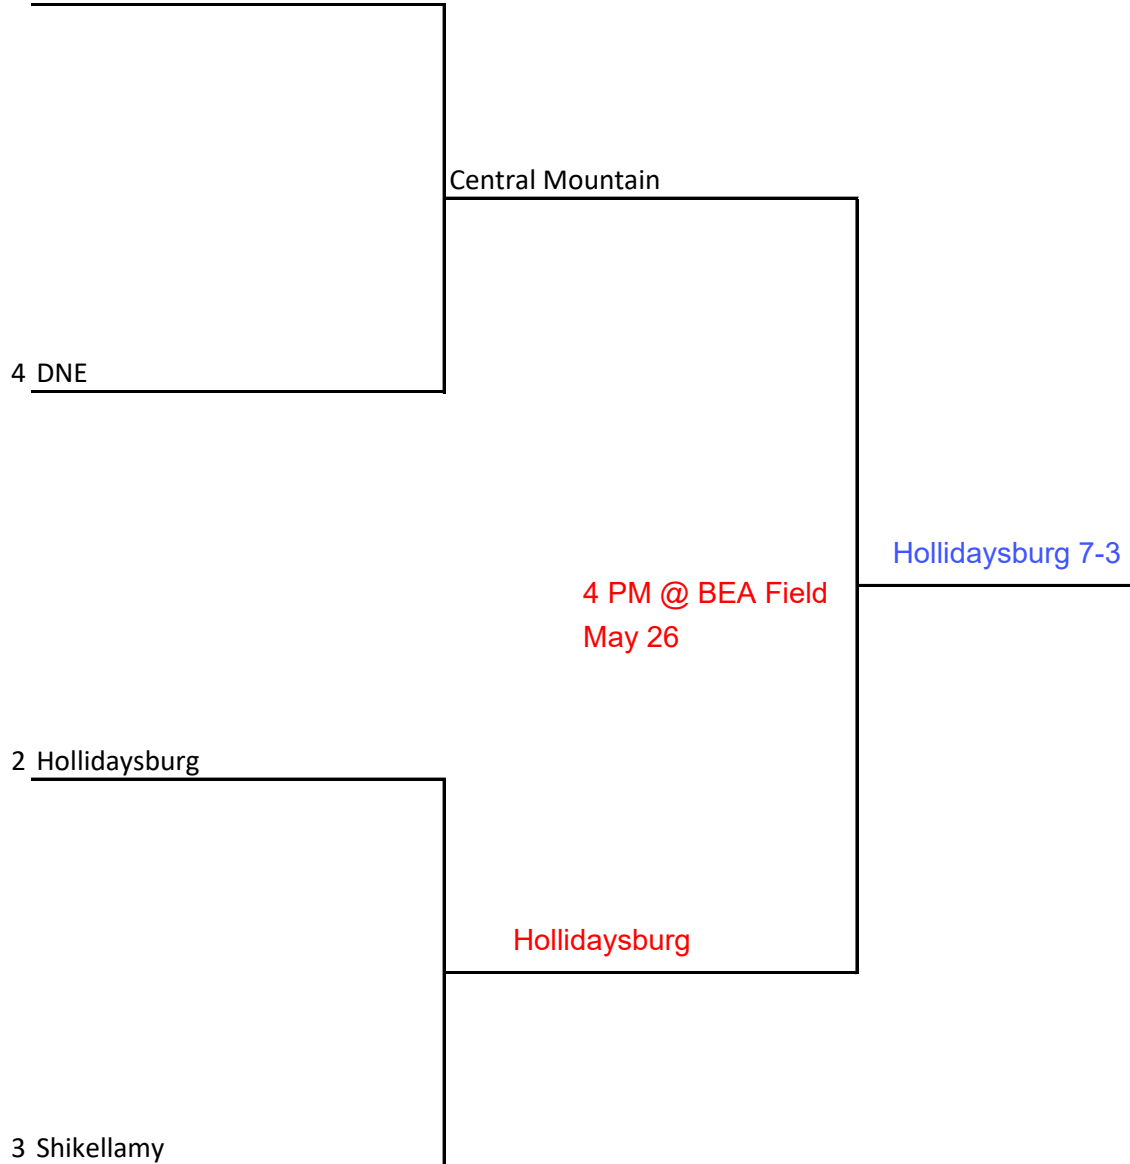 Central Mountain
4 DNE
Hollidaysburg 7-3
4 PM @ BEA Field
May 26
2 Hollidaysburg
Hollidaysburg
3 Shikellamy